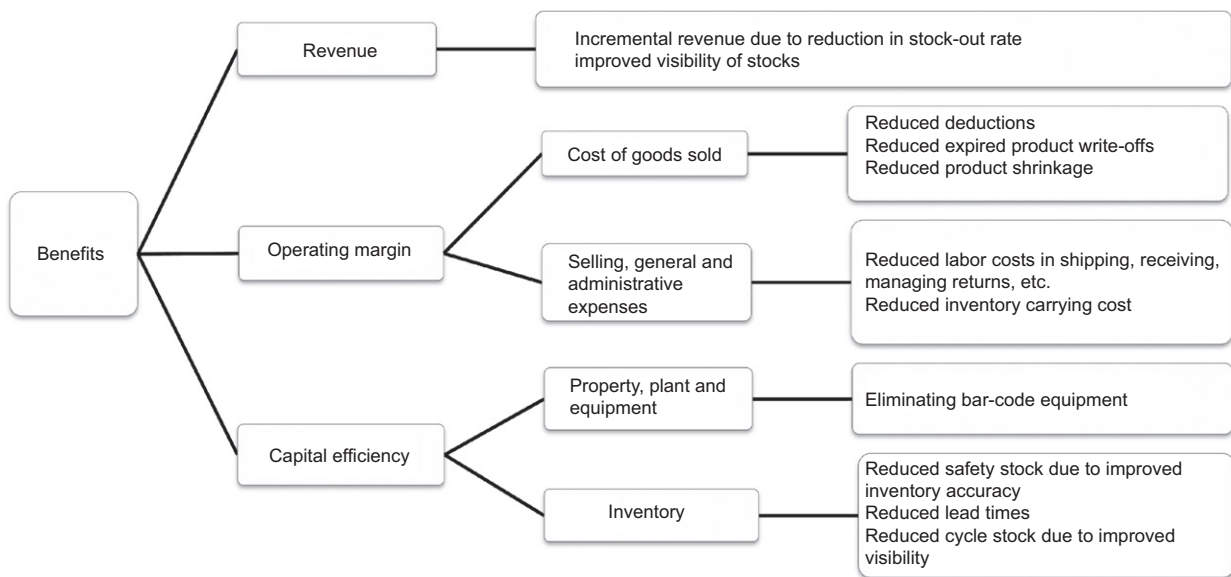 Benefits
Revenue
Incremental revenue due to reduction in stock-out rate
improved visibility of stocks
Operating margin
Cost of goods sold
Reduced deductions
Reduced expired product write-offs
Reduced product shrinkage
Selling, general and
administrative
expenses
Reduced labor costs in shipping, receiving,
managing returns, etc.
Reduced inventory carrying cost
Capital efficiency
Property, plant and
equipment
Eliminating bar-code equipment
Inventory
Reduced safety stock due to improved
inventory accuracy
Reduced lead times
Reduced cycle stock due to improved
visibility